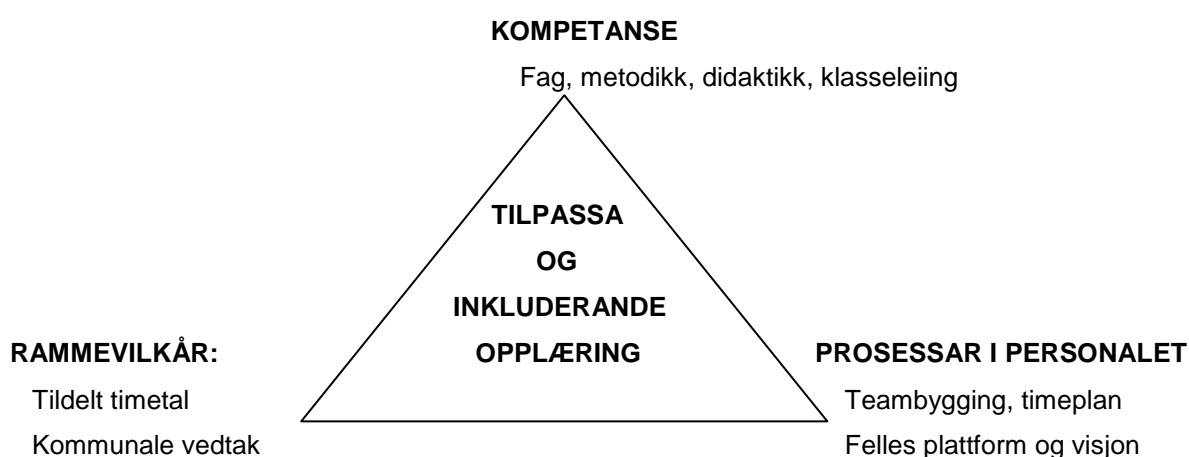 KOMPETANSE
Fag, metodikk, didaktikk, klasseleiing
TILPASSA
OG
INKLUDERANDE
OPPLÆRING
RAMMEVILKÅR:
Tildelt timetal
Kommunale vedtak
PROSESSAR I PERSONALET
Teambygging, timeplan
Felles plattform og visjon